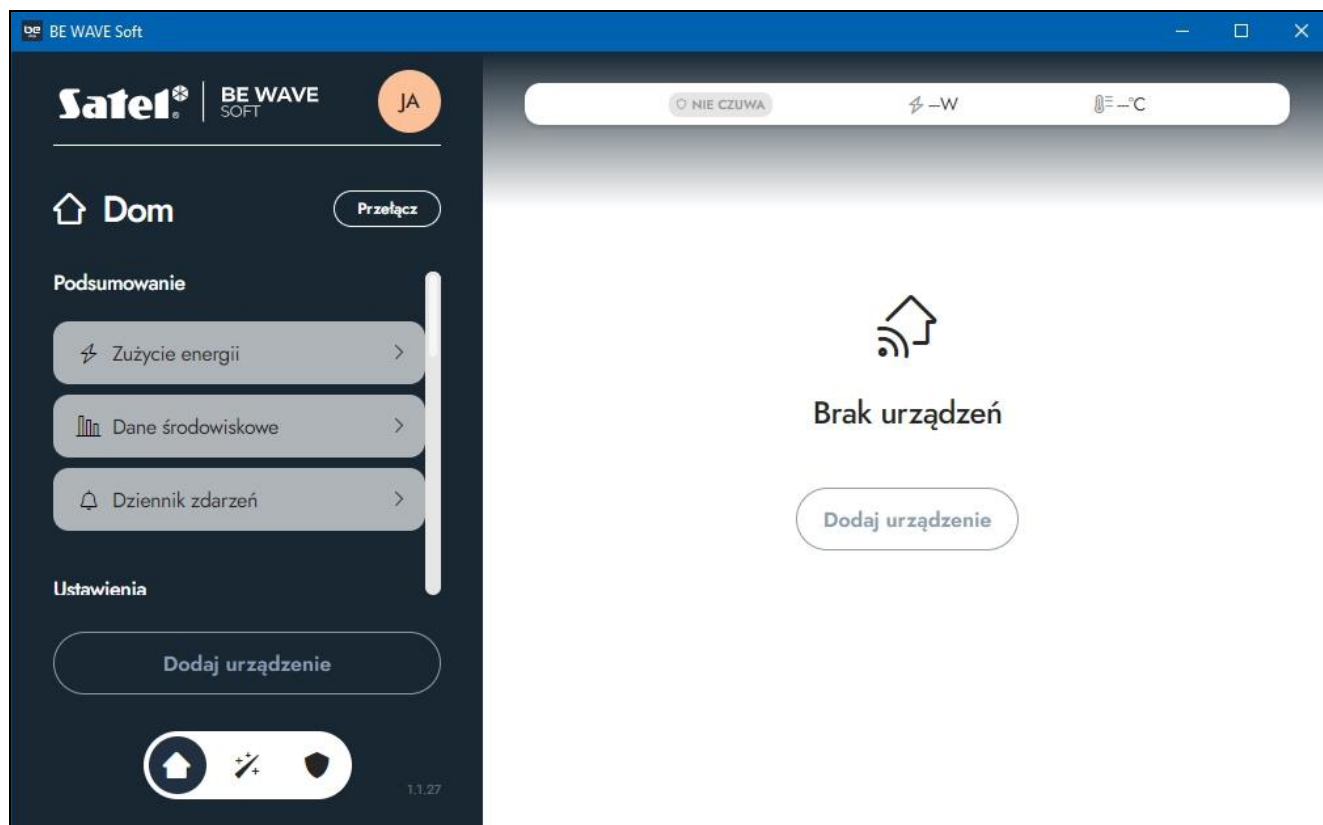 be
BE WAVE Soft
Satel®
BE WAVE
SOFT
JA
NIE CZUWA
–W
–°C
Dom
Przełącz
Podsumowanie
Zużycie energii
Dane środowiskowe
Dziennik zdarzeń
Ustawienia
Dodaj urządzenie
1.1.27
Brak urządzeń
Dodaj urządzenie